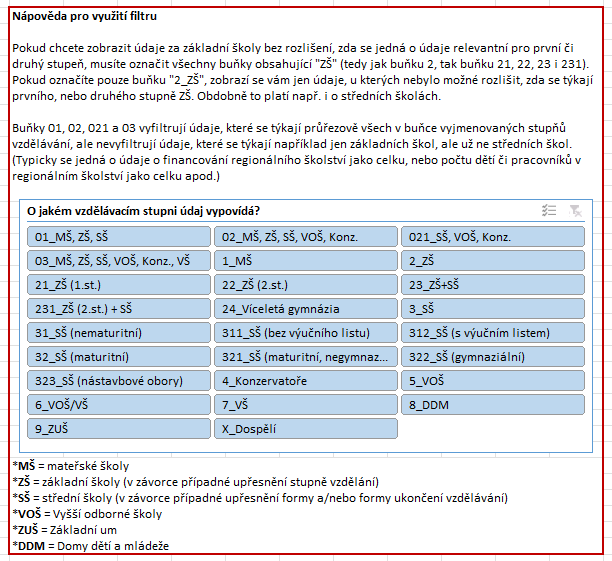 Nápověda pro využití filtru
Pokud chcete zobrazit údaje za základní školy bez rozlišení, zda se jedná o údaje relevantní pro první či
druhý stupeň, musíte označit všechny buňky obsahující "ZŠ" (tedy jak buňku 2, tak buňku 21, 22, 23 i 231).
Pokud označíte pouze buňku "2_ZŠ", zobrazí se vám jen údaje, u kterých nebylo možné rozlišit, zda se týkají
prvního, nebo druhého stupně ZŠ. Obdobně to platí např. i o středních školách.
Buňky 01, 02, 021 a 03 vyfiltrují údaje, které se týkají průřezově všech v buňce vyjmenovaných stupňů
vzdělávání, ale nevyfiltrují údaje, které se týkají například jen základních škol, ale už ne středních škol.
(Typicky se jedná o údaje o financování regionálního školství jako celku, nebo počtu dětí či pracovníků v
regionálním školství jako celku apod.)
O jakém vzdělávacím stupni údaj vypovídá?
01_MŠ, ZŠ, SŠ 02_MŠ, ZŠ, SŠ, VOŠ, Konz. 021_SŠ, VOŠ, Konz.
03_MŠ, ZŠ, SŠ, VOŠ, Konz., VŠ 1_MŠ 2_ZŠ
21_ZŠ (1.st.) 22_ZŠ (2.st.) 23_ZŠ+SŠ
231_ZŠ (2.st.) + SŠ 24_Víceletá gymnázia 3_SŠ
31_SŠ (nematuritní) 311_SŠ (bez výučního listu) 312_SŠ (s výučním listem)
32_SŠ (maturitní) 321_SŠ (maturitní, negymnaz... 322_SŠ (gymnaziální)
323_SŠ (nástavbové obory) 4_Konzervatoře 5_VOŠ
6_VOŠ/VŠ 7_VŠ 8_DDM
9_ZUŠ X_Dospělí
*MŠ = mateřské školy
*ZŠ = základní školy (v závorce případné upřesnění stupně vzdělání)
*SŠ = střední školy (v závorce případné upřesnění formy a/nebo formy ukončení vzdělávání)
*VOŠ = Vyšší odborné školy
*ZUŠ = Základní um
*DDM = Domy dětí a mládeže